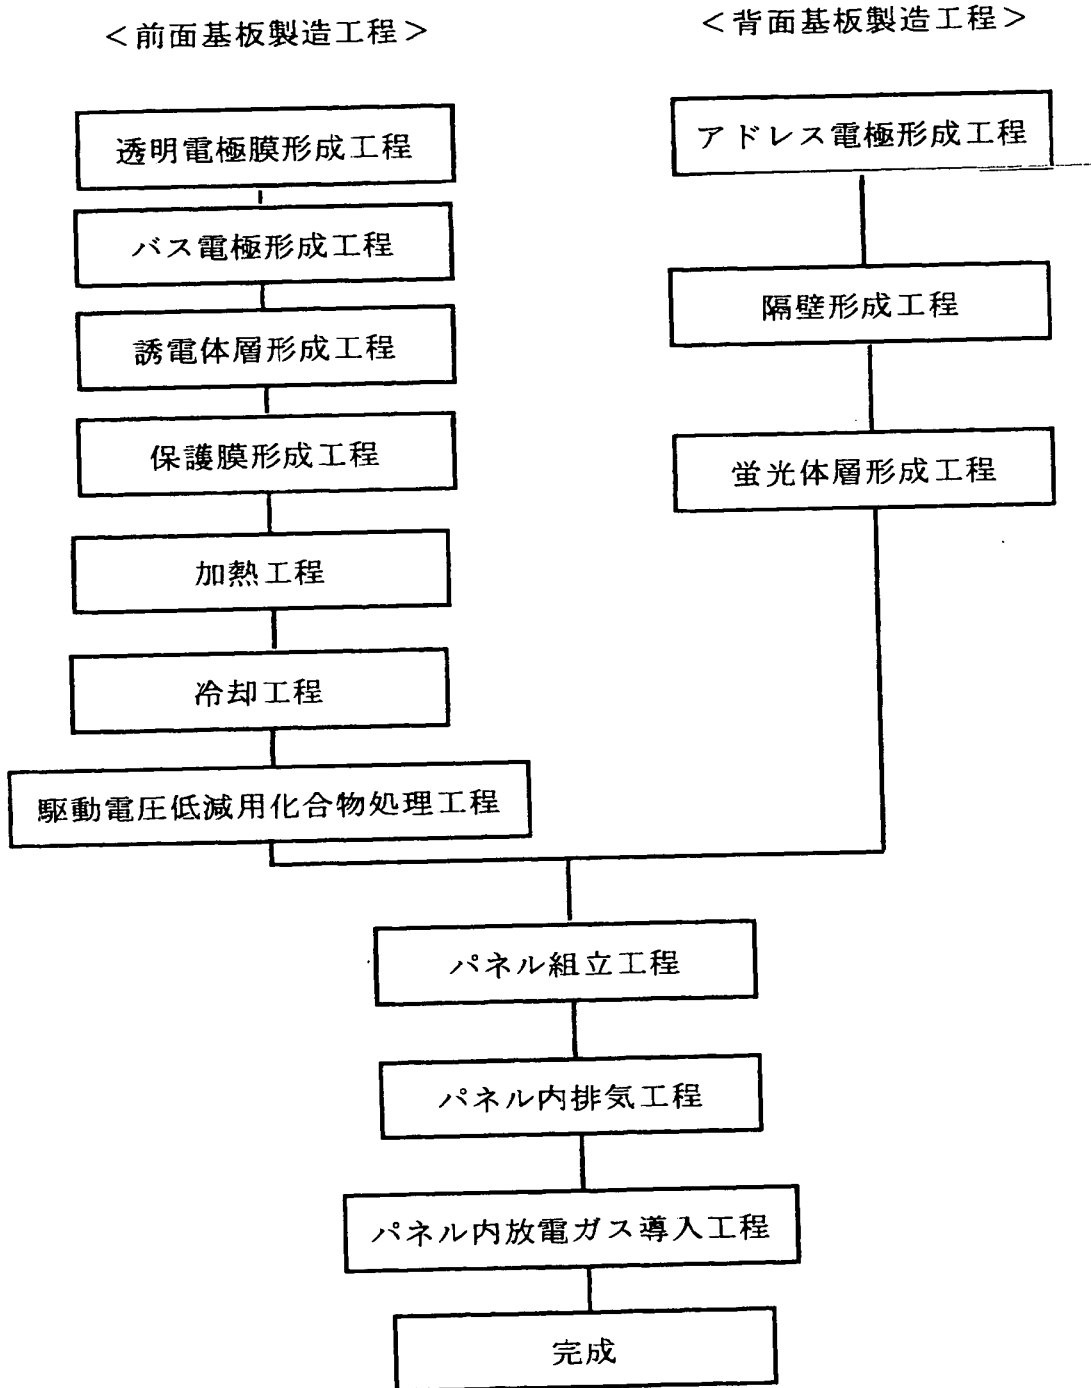 <前面基板製造工程>
透明電極膜形成工程
バス電極形成工程
誘電体層形成工程
保護膜形成工程
加熱工程
冷却工程
駆動電圧低減用化合物処理工程
<背面基板製造工程>
アドレス電極形成工程
隔壁形成工程
蛍光体層形成工程
パネル組立工程
パネル内排気工程
パネル内放電ガス導入工程
完成